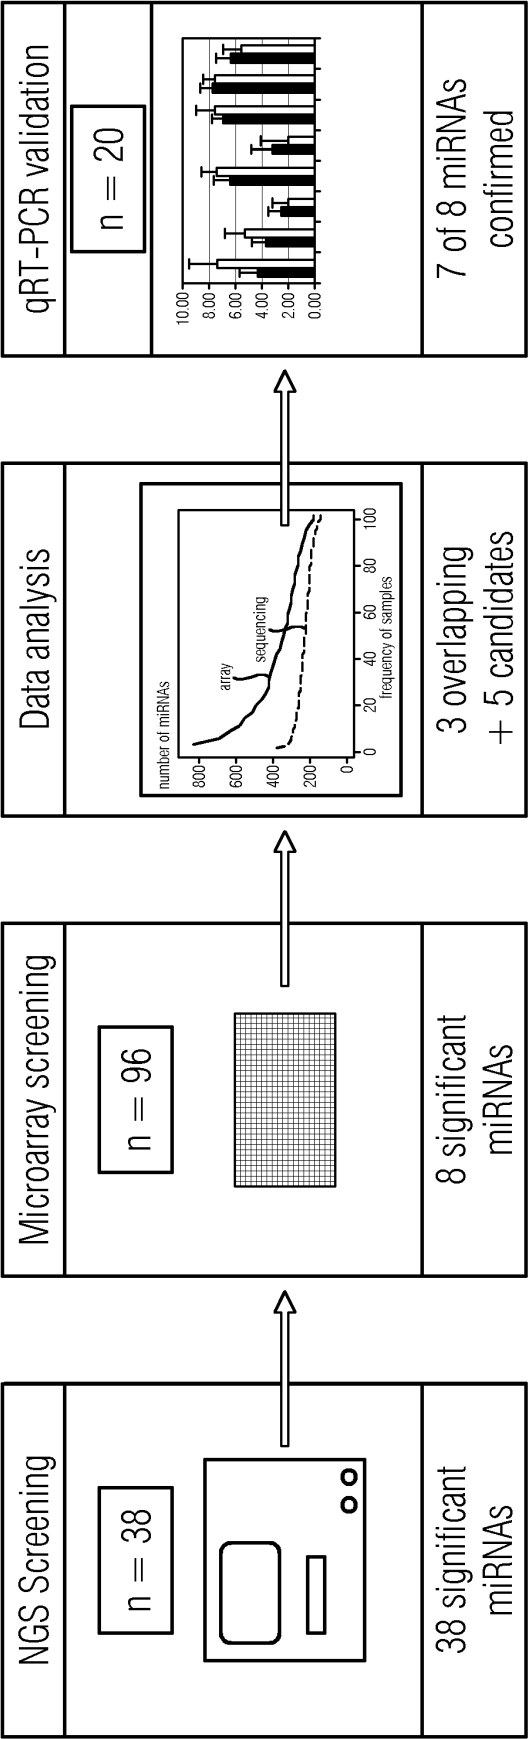 NGS Screening
n = 38
38 significant
miRNAs
Microarray screening
n = 96
8 significant
miRNAs
Data analysis
number of miRNAs
800
600
400
200
0
array
sequencing
0 20 40 60 80 100
frequency of samples
3 overlapping
+ 5 candidates
qRT-PCR validation
n = 20
10.00
8.00
6.00
4.00
2.00
0.00
7 of 8 miRNAs
confirmed